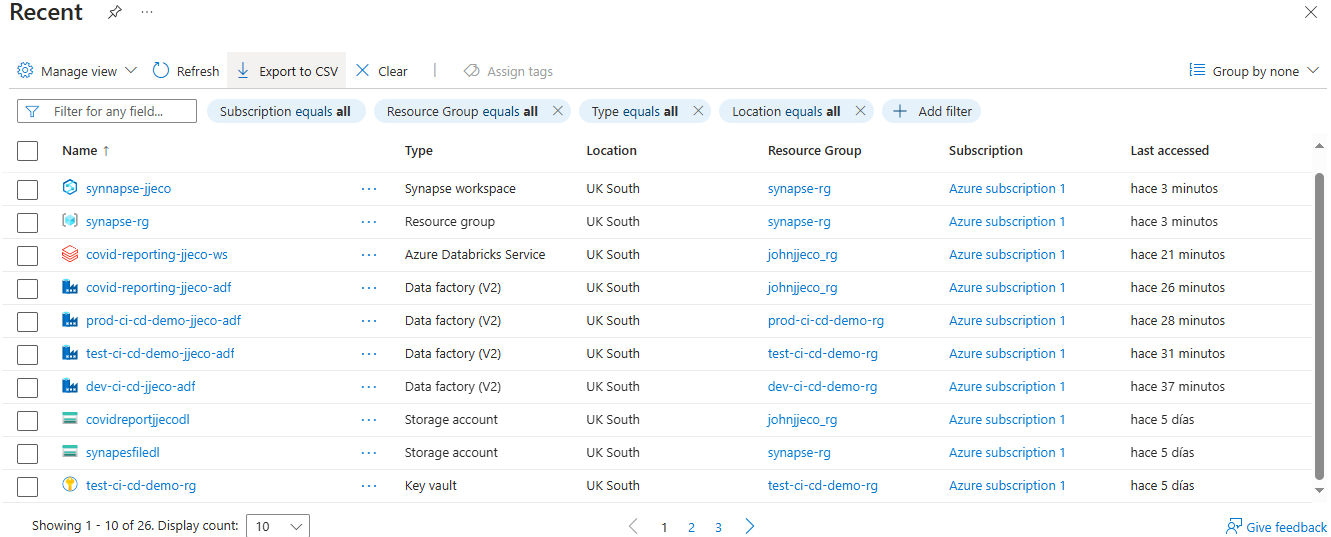 Recent
Manage view Refresh Export to CSV Clear | Assign tags Group by none
Filter for any field... Subscription equals all Resource Group equals all Type equals all Location equals all Add filter
Name ↑ Type Location Resource Group Subscription Last accessed
synnapse-jjeco ... Synapse workspace UK South synapse-rg Azure subscription 1 hace 3 minutos
synapse-rg ... Resource group UK South synapse-rg Azure subscription 1 hace 3 minutos
covid-reporting-jjeco-ws ... Azure Databricks Service UK South johnjjeco_rg Azure subscription 1 hace 21 minutos
covid-reporting-jjeco-adf ... Data factory (V2) UK South johnjjeco_rg Azure subscription 1 hace 26 minutos
prod-ci-cd-demo-jjeco-adf ... Data factory (V2) UK South prod-ci-cd-demo-rg Azure subscription 1 hace 28 minutos
test-ci-cd-demo-jjeco-adf ... Data factory (V2) UK South test-ci-cd-demo-rg Azure subscription 1 hace 31 minutos
dev-ci-cd-jjeco-adf ... Data factory (V2) UK South dev-ci-cd-demo-rg Azure subscription 1 hace 37 minutos
covidreportjjecodl ... Storage account UK South johnjjeco_rg Azure subscription 1 hace 5 días
synapesfiledl ... Storage account UK South synapse-rg Azure subscription 1 hace 5 días
test-ci-cd-demo-rg ... Key vault UK South test-ci-cd-demo-rg Azure subscription 1 hace 5 días
Showing 1 - 10 of 26. Display count: 10 < 1 2 3 > Give feedback